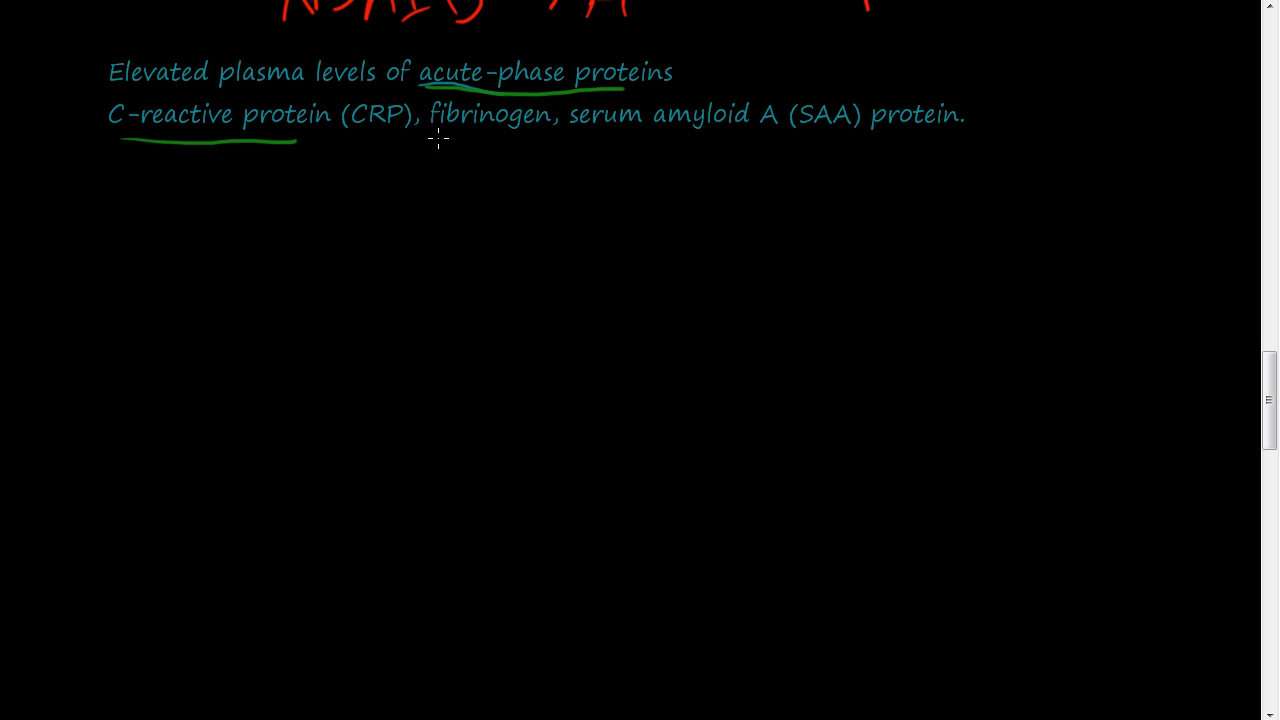 Elevated plasma levels of acute-phase proteins
C-reactive protein (CRP), fibrinogen, serum amyloid A (SAA) protein.